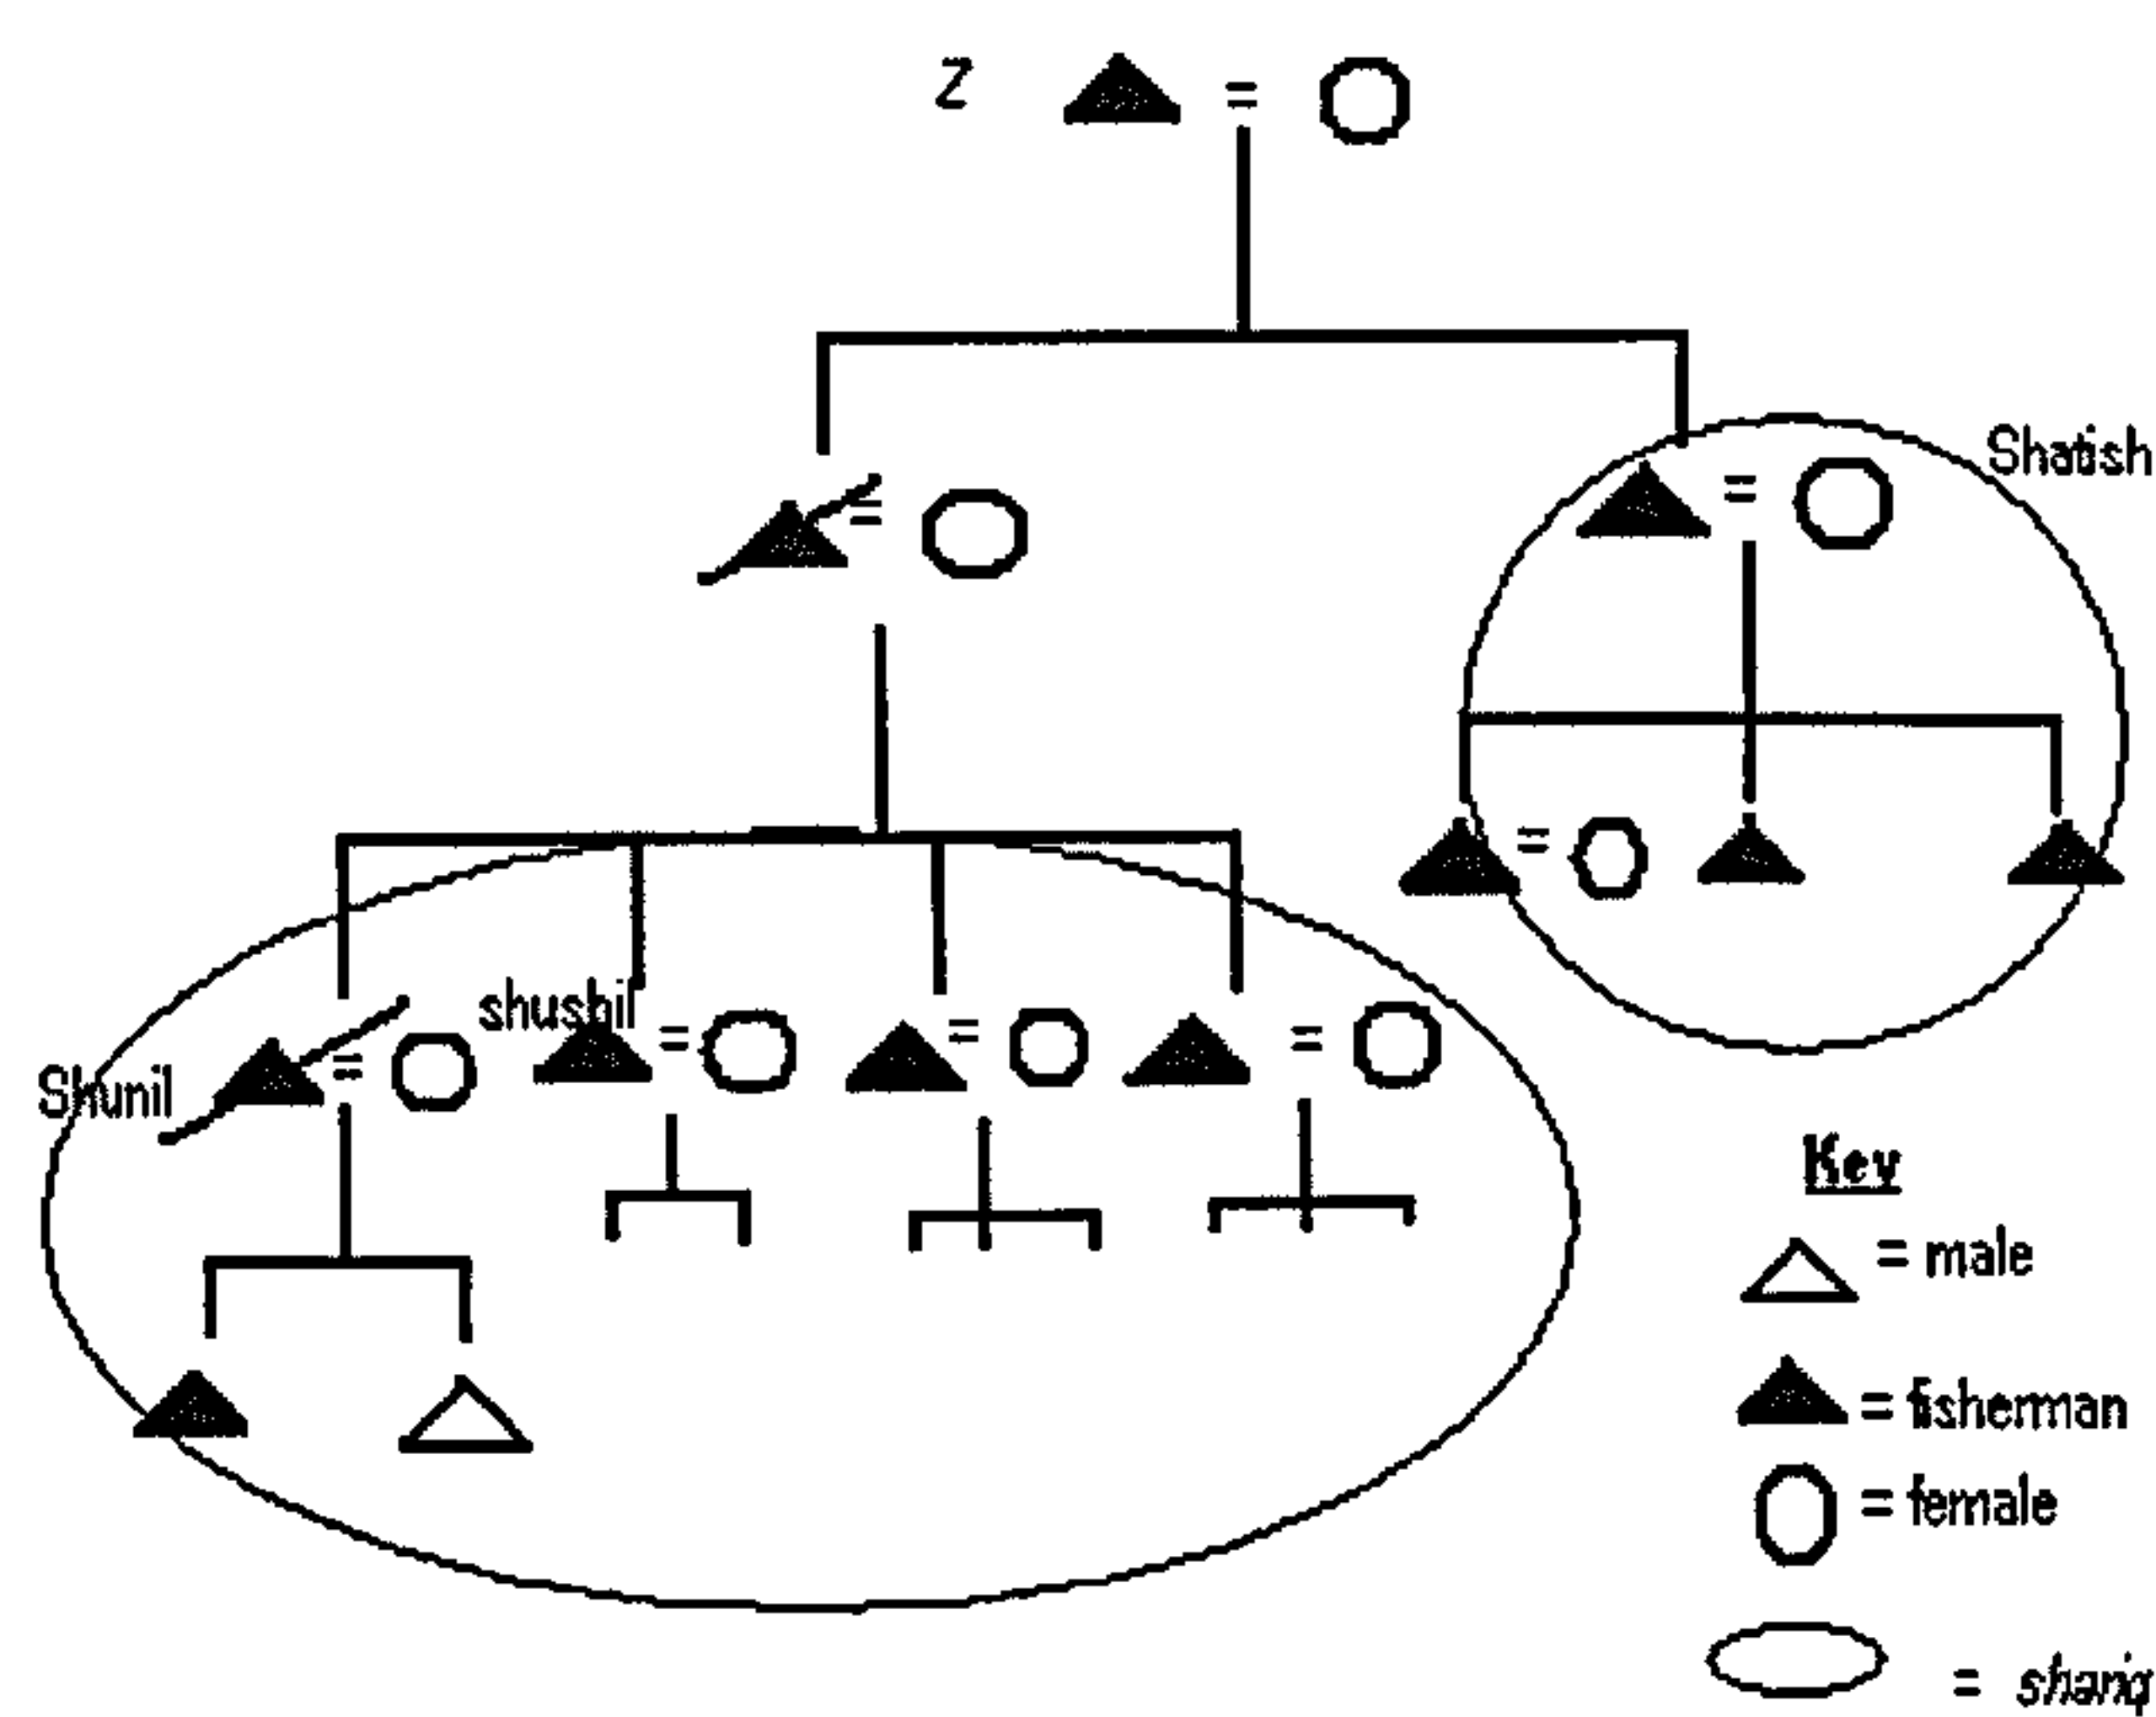 Z
Shatish
shushil
Shunil
Key
= male
= fisherman
= female
= shariq